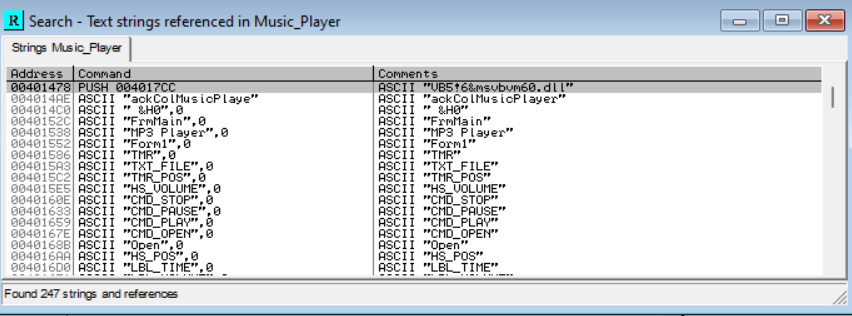 R Search - Text strings referenced in Music_Player
Strings Music_Player
Address Command Comments
00401478 PUSH 004017CC ASCII "VB5!6&msvbvm60.dll"
004014AE ASCII "ackColMusicPlaye" ASCII "ackColMusicPlayer"
004014C0 ASCII " &H0",0 ASCII " &H0"
0040152C ASCII "FrmMain",0 ASCII "FrmMain"
00401538 ASCII "MP3 Player",0 ASCII "MP3 Player"
00401552 ASCII "Form1",0 ASCII "Form1"
00401586 ASCII "TMR",0 ASCII "TMR"
004015A3 ASCII "TXT_FILE",0 ASCII "TXT_FILE"
004015C2 ASCII "TMR_POS",0 ASCII "TMR_POS"
004015E5 ASCII "HS_VOLUME",0 ASCII "HS_VOLUME"
0040160E ASCII "CMD_STOP",0 ASCII "CMD_STOP"
00401633 ASCII "CMD_PAUSE",0 ASCII "CMD_PAUSE"
00401659 ASCII "CMD_PLAY",0 ASCII "CMD_PLAY"
0040167E ASCII "CMD_OPEN",0 ASCII "CMD_OPEN"
0040168B ASCII "Open",0 ASCII "Open"
004016AA ASCII "HS_POS",0 ASCII "HS_POS"
004016D0 ASCII "LBL_TIME",0 ASCII "LBL_TIME"
Found 247 strings and references